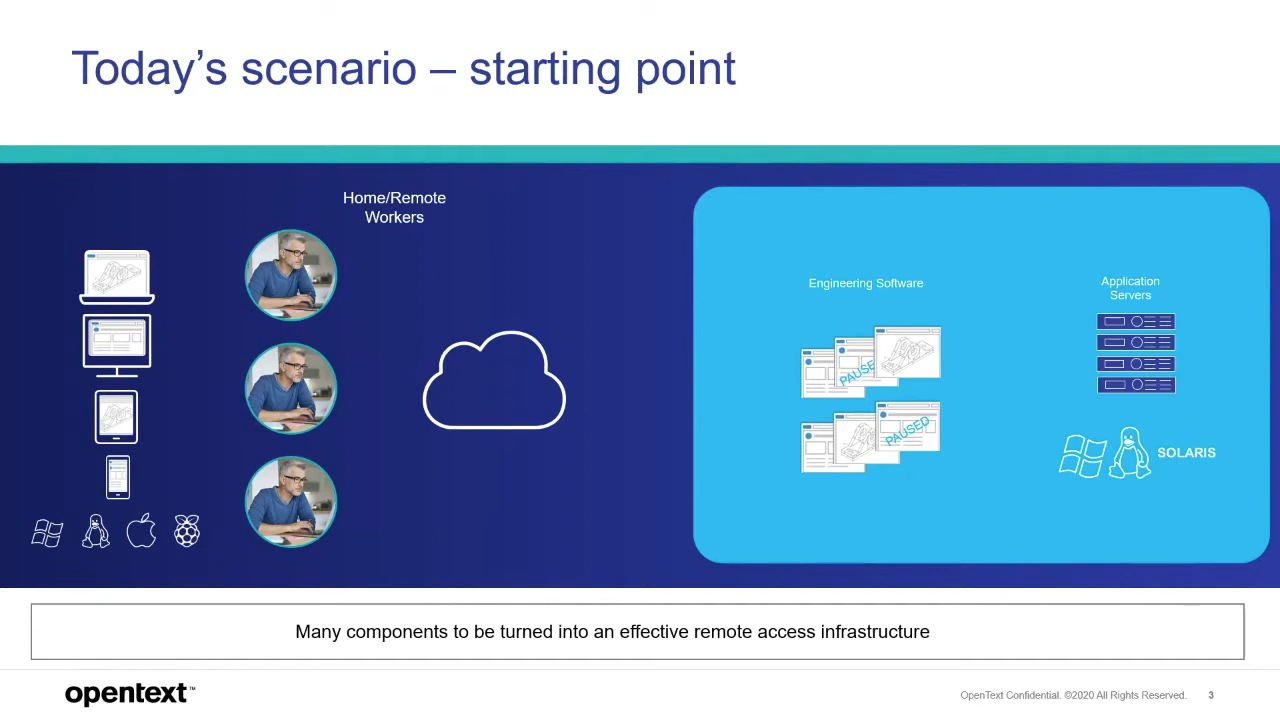 Today’s scenario – starting point
Home/Remote
Workers
Engineering Software
Application
Servers
PAUSE
PAUSED
SOLARIS
Many components to be turned into an effective remote access infrastructure
opentext™
OpenText Confidential. ©2020 All Rights Reserved. 3